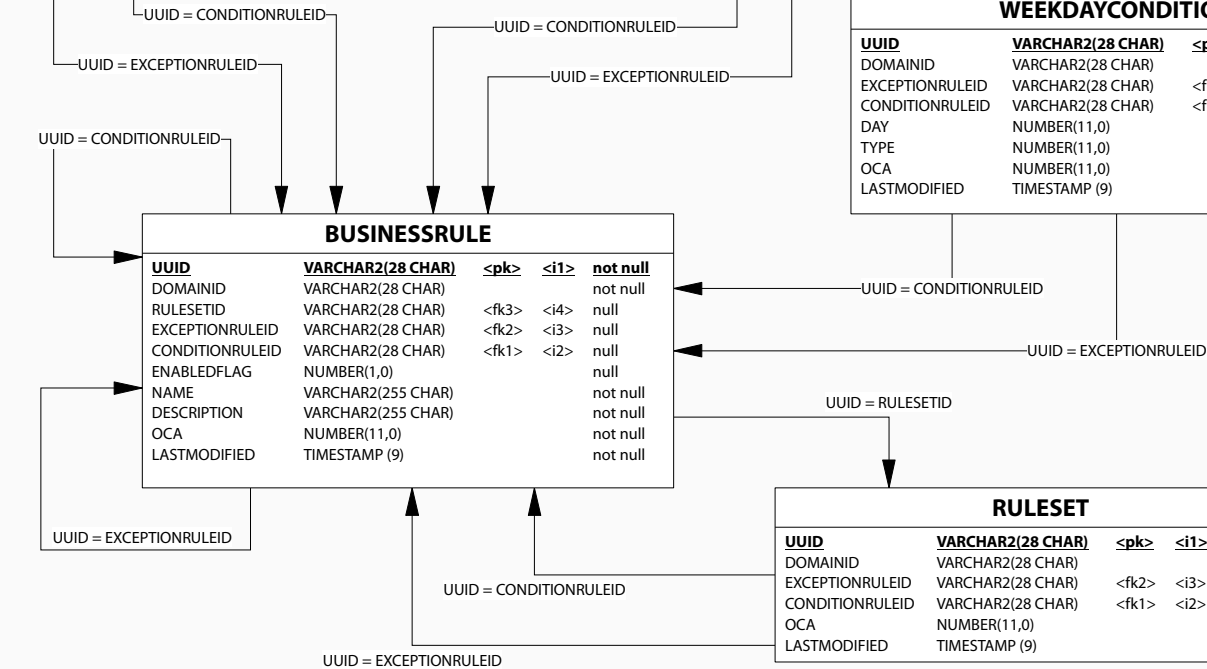 UUID = CONDITIONRULEID
UUID = CONDITIONRULEID
UUID = EXCEPTIONRULEID
UUID = EXCEPTIONRULEID
UUID = CONDITIONRULEID
WEEKDAYCONDITIO
UUID VARCHAR2(28 CHAR) <p
DOMAINID VARCHAR2(28 CHAR)
EXCEPTIONRULEID VARCHAR2(28 CHAR) <f
CONDITIONRULEID VARCHAR2(28 CHAR) <f
DAY NUMBER(11,0)
TYPE NUMBER(11,0)
OCA NUMBER(11,0)
LASTMODIFIED TIMESTAMP (9)
BUSINESSRULE
UUID VARCHAR2(28 CHAR) <pk> <i1> not null
DOMAINID VARCHAR2(28 CHAR) not null
RULESETID VARCHAR2(28 CHAR) <fk3> <i4> null
EXCEPTIONRULEID VARCHAR2(28 CHAR) <fk2> <i3> null
CONDITIONRULEID VARCHAR2(28 CHAR) <fk1> <i2> null
ENABLEDFLAG NUMBER(1,0) null
NAME VARCHAR2(255 CHAR) not null
DESCRIPTION VARCHAR2(255 CHAR) not null
OCA NUMBER(11,0) not null
LASTMODIFIED TIMESTAMP (9) not null
UUID = CONDITIONRULEID
UUID = EXCEPTIONRULEID
UUID = RULESETID
UUID = EXCEPTIONRULEID
RULESET
UUID VARCHAR2(28 CHAR) <pk> <i1>
DOMAINID VARCHAR2(28 CHAR)
EXCEPTIONRULEID VARCHAR2(28 CHAR) <fk2> <i3>
CONDITIONRULEID VARCHAR2(28 CHAR) <fk1> <i2>
OCA NUMBER(11,0)
LASTMODIFIED TIMESTAMP (9)
UUID = CONDITIONRULEID
UUID = EXCEPTIONRULEID